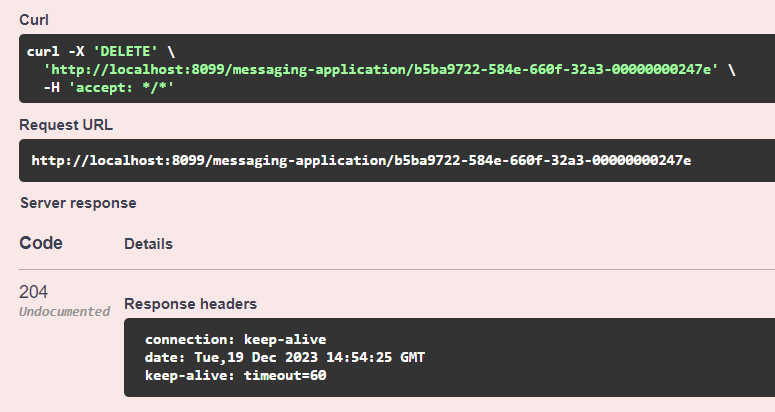 Curl
curl -X 'DELETE' \
'http://localhost:8099/messaging-application/b5ba9722-584e-660f-32a3-00000000247e' \
-H 'accept: */*'
Request URL
http://localhost:8099/messaging-application/b5ba9722-584e-660f-32a3-00000000247e
Server response
Code Details
204
Undocumented
Response headers
connection: keep-alive
date: Tue,19 Dec 2023 14:54:25 GMT
keep-alive: timeout=60